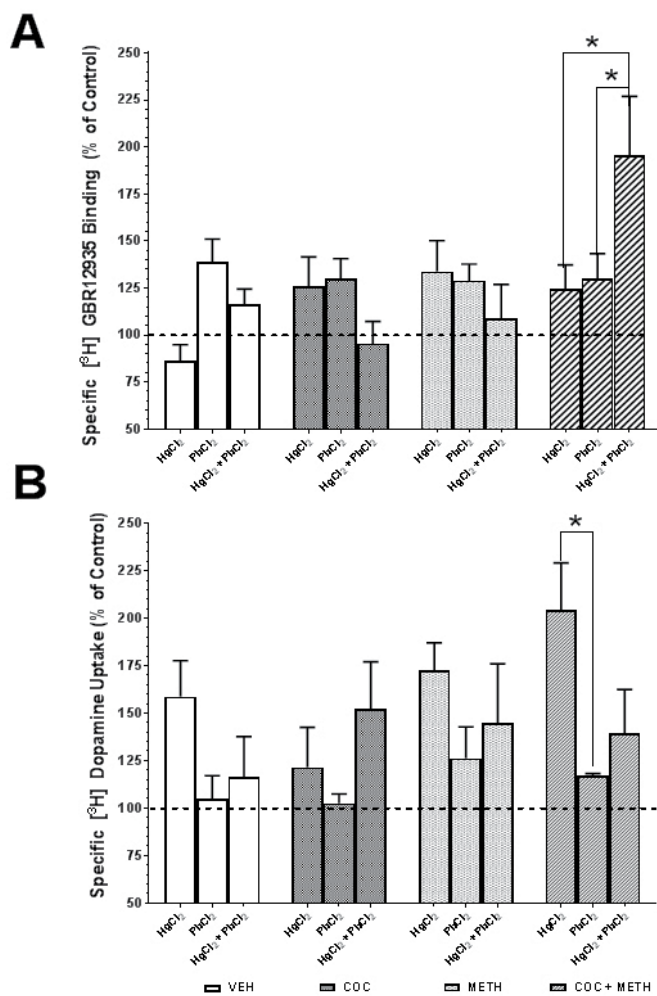 A
Specific [³H] GBR12935 Binding (% of Control)
250
225
200
175
150
125
100
75
50
* *
HgCl₂ PbCl₂ HgCl₂+PbCl₂ HgCl₂ PbCl₂ HgCl₂+PbCl₂ HgCl₂ PbCl₂ HgCl₂+PbCl₂ HgCl₂ PbCl₂ HgCl₂+PbCl₂
B
Specific [³H] Dopamine Uptake (% of Control)
250
225
200
175
150
125
100
75
50
*
HgCl₂ PbCl₂ HgCl₂+PbCl₂ HgCl₂ PbCl₂ HgCl₂+PbCl₂ HgCl₂ PbCl₂ HgCl₂+PbCl₂ HgCl₂ PbCl₂ HgCl₂+PbCl₂
VEH COC METH COC + METH